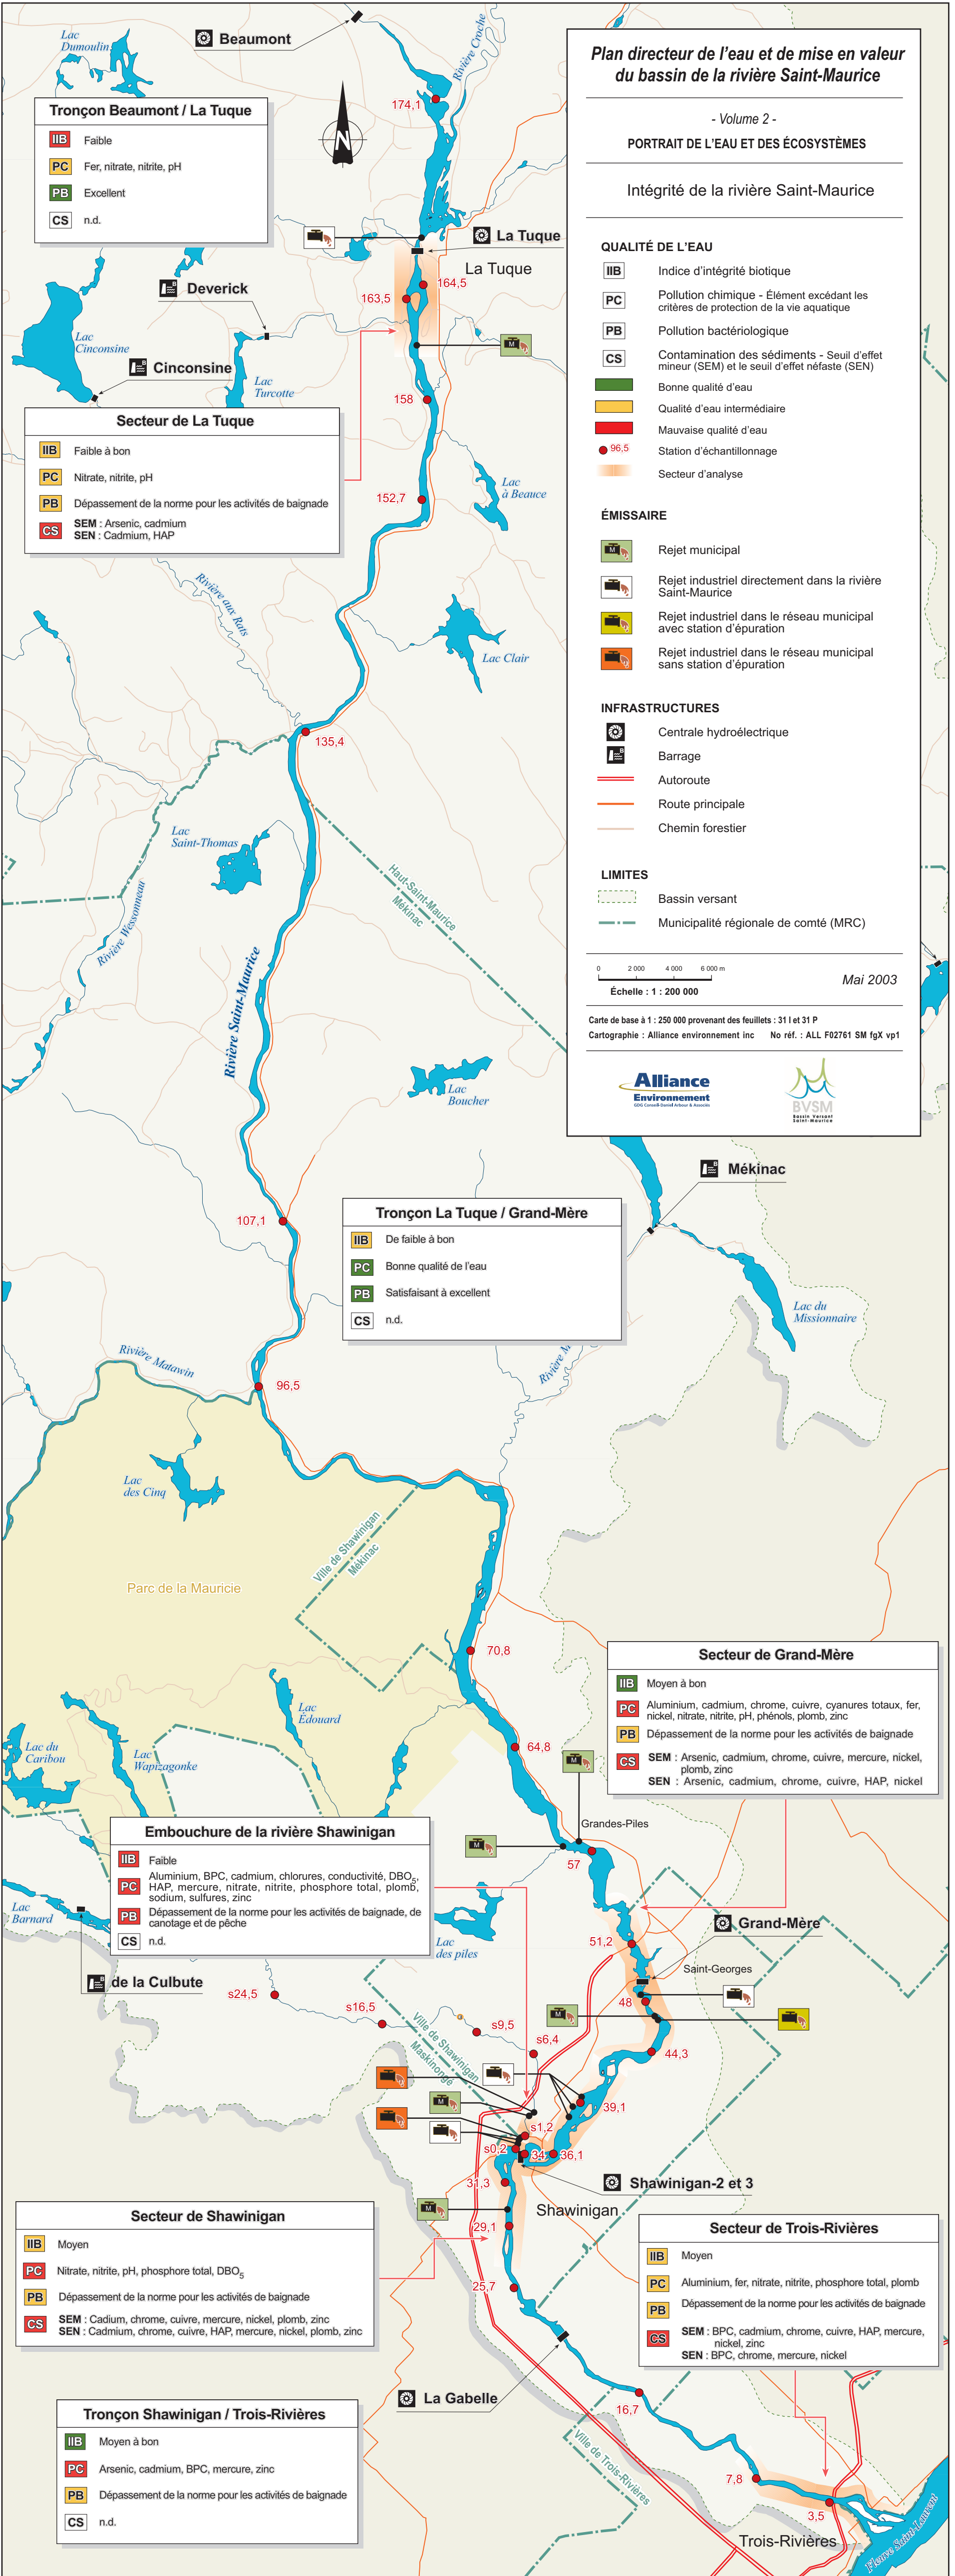 Plan directeur de l'eau et de mise en valeur
du bassin de la rivière Saint-Maurice
- Volume 2 -
PORTRAIT DE L'EAU ET DES ÉCOSYSTÈMES
Intégrité de la rivière Saint-Maurice
QUALITÉ DE L'EAU
IIB Indice d'intégrité biotique
PC Pollution chimique - Élément excédant les
critères de protection de la vie aquatique
PB Pollution bactériologique
CS Contamination des sédiments - Seuil d'effet
mineur (SEM) et le seuil d'effet néfaste (SEN)
Bonne qualité d'eau
Qualité d'eau intermédiaire
Mauvaise qualité d'eau
96,5 Station d'échantillonnage
Secteur d'analyse
ÉMISSAIRE
M Rejet municipal
Rejet industriel directement dans la rivière
Saint-Maurice
Rejet industriel dans le réseau municipal
avec station d'épuration
Rejet industriel dans le réseau municipal
sans station d'épuration
INFRASTRUCTURES
Centrale hydroélectrique
B Barrage
Autoroute
Route principale
Chemin forestier
LIMITES
Bassin versant
Municipalité régionale de comté (MRC)
0 2 000 4 000 6 000 m
Échelle : 1 : 200 000
Mai 2003
Carte de base à 1 : 250 000 provenant des feuillets : 31 I et 31 P
Cartographie : Alliance environnement inc No réf. : ALL F02761 SM fgX vp1
Alliance
Environnement
GDG Conseil-Daniel Arbour & Associés
BVSM
Bassin Versant
Saint-Maurice
Lac
Dumoulin
Beaumont
Rivière Croche
174,1
N
Tronçon Beaumont / La Tuque
IIB Faible
PC Fer, nitrate, nitrite, pH
PB Excellent
CS n.d.
La Tuque
La Tuque
164,5
163,5
Deverick
M
Lac
Cinconsine
Cinconsine
Lac
Turcotte
158
Secteur de La Tuque
IIB Faible à bon
PC Nitrate, nitrite, pH
PB Dépassement de la norme pour les activités de baignade
CS SEM : Arsenic, cadmium
SEN : Cadmium, HAP
152,7
Lac
à Beauce
Rivière aux Rats
Lac Clair
135,4
Lac
Saint-Thomas
Haut-Saint-Maurice
Mékinac
Rivière Wessonneau
Rivière Saint-Maurice
Lac
Boucher
Mékinac
107,1
Tronçon La Tuque / Grand-Mère
IIB De faible à bon
PC Bonne qualité de l'eau
PB Satisfaisant à excellent
CS n.d.
Lac du
Missionnaire
Rivière Matawin
Rivière M
96,5
Lac
des Cinq
Ville de Shawinigan
Mékinac
Parc de la Mauricie
70,8
Secteur de Grand-Mère
IIB Moyen à bon
PC Aluminium, cadmium, chrome, cuivre, cyanures totaux, fer,
nickel, nitrate, nitrite, pH, phénols, plomb, zinc
PB Dépassement de la norme pour les activités de baignade
CS SEM : Arsenic, cadmium, chrome, cuivre, mercure, nickel,
plomb, zinc
SEN : Arsenic, cadmium, chrome, cuivre, HAP, nickel
Lac
Édouard
Lac du
Caribou
Lac
Wapizagonke
64,8
M
Grandes-Piles
M
57
Embouchure de la rivière Shawinigan
IIB Faible
PC Aluminium, BPC, cadmium, chlorures, conductivité, DBO5,
HAP, mercure, nitrate, nitrite, phosphore total, plomb,
sodium, sulfures, zinc
PB Dépassement de la norme pour les activités de baignade, de
canotage et de pêche
CS n.d.
Lac
Barnard
Lac
des piles
Grand-Mère
51,2
Saint-Georges
de la Culbute
s24,5
s16,5
s9,5
s6,4
M
48
44,3
Ville de Shawinigan
Maskinongé
M
39,1
s1,2
s0,2
34
36,1
31,3
Shawinigan-2 et 3
Shawinigan
M
29,1
25,7
Secteur de Shawinigan
IIB Moyen
PC Nitrate, nitrite, pH, phosphore total, DBO5
PB Dépassement de la norme pour les activités de baignade
CS SEM : Cadium, chrome, cuivre, mercure, nickel, plomb, zinc
SEN : Cadmium, chrome, cuivre, HAP, mercure, nickel, plomb, zinc
Secteur de Trois-Rivières
IIB Moyen
PC Aluminium, fer, nitrate, nitrite, phosphore total, plomb
PB Dépassement de la norme pour les activités de baignade
CS SEM : BPC, cadmium, chrome, cuivre, HAP, mercure,
nickel, zinc
SEN : BPC, chrome, mercure, nickel
La Gabelle
16,7
Tronçon Shawinigan / Trois-Rivières
IIB Moyen à bon
PC Arsenic, cadmium, BPC, mercure, zinc
PB Dépassement de la norme pour les activités de baignade
CS n.d.
Ville de Trois-Rivières
7,8
3,5
Trois-Rivières
Fleuve Saint-Laurent